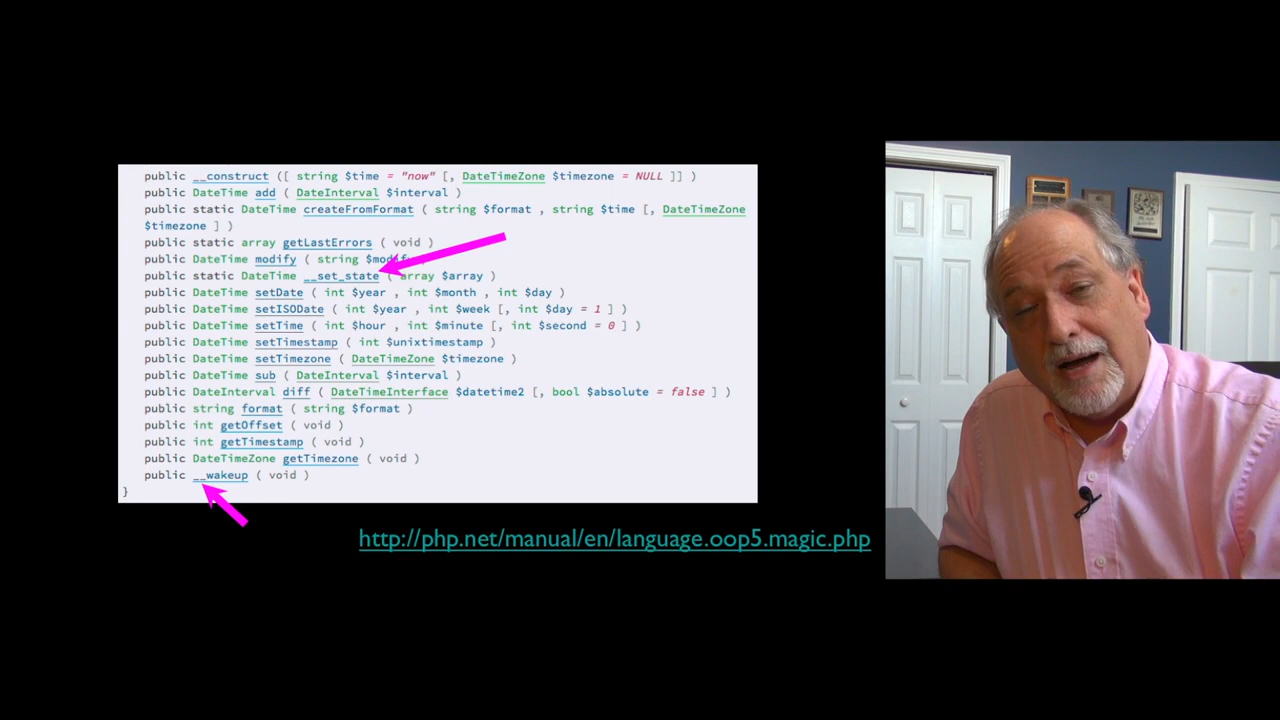 public __construct ([ string $time = "now" [, DateTimeZone $timezone = NULL ]] )
public DateTime add ( DateInterval $interval )
public static DateTime createFromFormat ( string $format , string $time [, DateTimeZone
$timezone ] )
public static array getLastErrors ( void )
public DateTime modify ( string $modify )
public static DateTime __set_state ( array $array )
public DateTime setDate ( int $year , int $month , int $day )
public DateTime setISODate ( int $year , int $week [, int $day = 1 ] )
public DateTime setTime ( int $hour , int $minute [, int $second = 0 ] )
public DateTime setTimestamp ( int $unixtimestamp )
public DateTime setTimezone ( DateTimeZone $timezone )
public DateTime sub ( DateInterval $interval )
public DateInterval diff ( DateTimeInterface $datetime2 [, bool $absolute = false ] )
public string format ( string $format )
public int getOffset ( void )
public int getTimestamp ( void )
public DateTimeZone getTimezone ( void )
public __wakeup ( void )
}
http://php.net/manual/en/language.oop5.magic.php